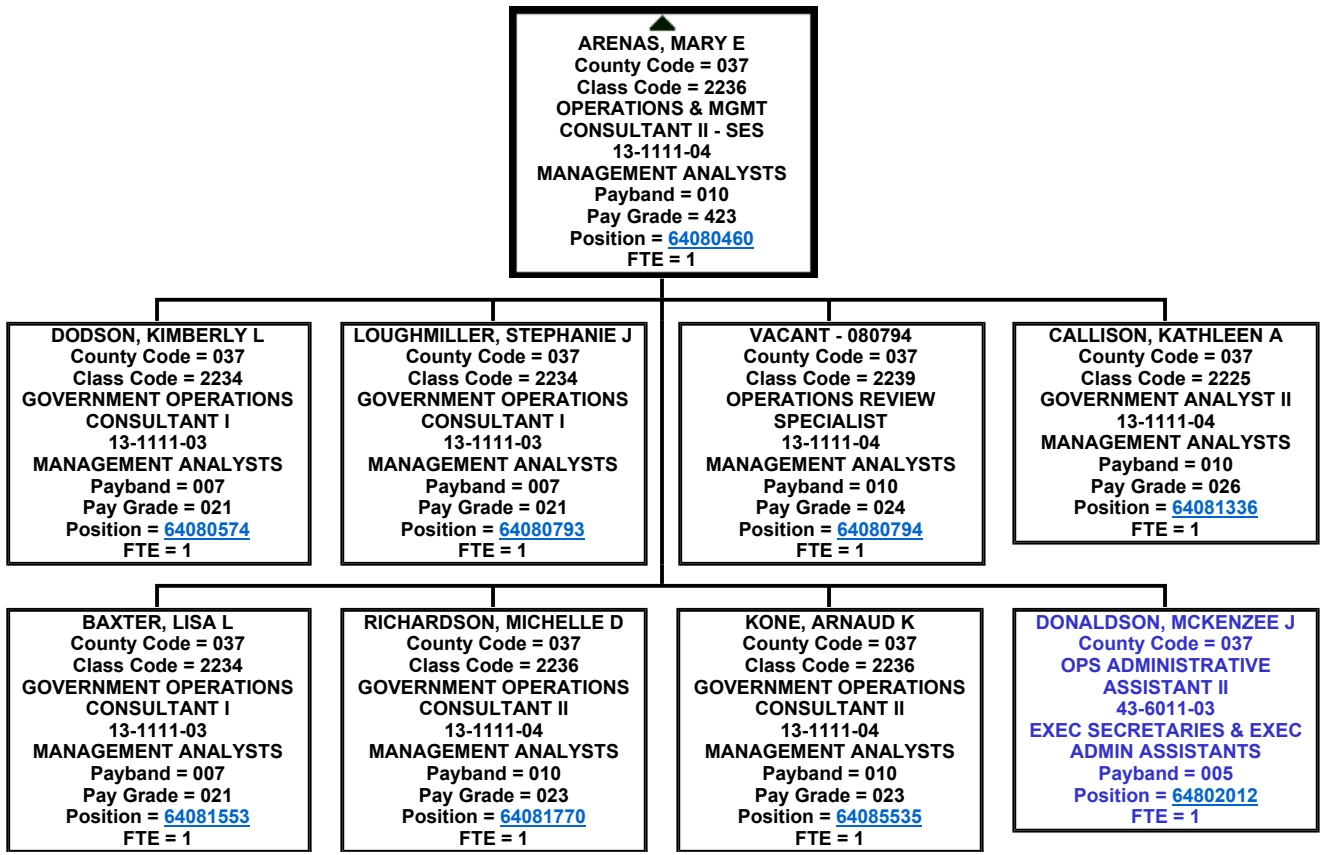 ARENAS, MARY E
County Code = 037
Class Code = 2236
OPERATIONS & MGMT
CONSULTANT II - SES
13-1111-04
MANAGEMENT ANALYSTS
Payband = 010
Pay Grade = 423
Position = 64080460
FTE = 1
DODSON, KIMBERLY L
County Code = 037
Class Code = 2234
GOVERNMENT OPERATIONS
CONSULTANT I
13-1111-03
MANAGEMENT ANALYSTS
Payband = 007
Pay Grade = 021
Position = 64080574
FTE = 1
LOUGHMILLER, STEPHANIE J
County Code = 037
Class Code = 2234
GOVERNMENT OPERATIONS
CONSULTANT I
13-1111-03
MANAGEMENT ANALYSTS
Payband = 007
Pay Grade = 021
Position = 64080793
FTE = 1
VACANT - 080794
County Code = 037
Class Code = 2239
OPERATIONS REVIEW
SPECIALIST
13-1111-04
MANAGEMENT ANALYSTS
Payband = 010
Pay Grade = 024
Position = 64080794
FTE = 1
CALLISON, KATHLEEN A
County Code = 037
Class Code = 2225
GOVERNMENT ANALYST II
13-1111-04
MANAGEMENT ANALYSTS
Payband = 010
Pay Grade = 026
Position = 64081336
FTE = 1
BAXTER, LISA L
County Code = 037
Class Code = 2234
GOVERNMENT OPERATIONS
CONSULTANT I
13-1111-03
MANAGEMENT ANALYSTS
Payband = 007
Pay Grade = 021
Position = 64081553
FTE = 1
RICHARDSON, MICHELLE D
County Code = 037
Class Code = 2236
GOVERNMENT OPERATIONS
CONSULTANT II
13-1111-04
MANAGEMENT ANALYSTS
Payband = 010
Pay Grade = 023
Position = 64081770
FTE = 1
KONE, ARNAUD K
County Code = 037
Class Code = 2236
GOVERNMENT OPERATIONS
CONSULTANT II
13-1111-04
MANAGEMENT ANALYSTS
Payband = 010
Pay Grade = 023
Position = 64085535
FTE = 1
DONALDSON, MCKENZEE J
County Code = 037
OPS ADMINISTRATIVE
ASSISTANT II
43-6011-03
EXEC SECRETARIES & EXEC
ADMIN ASSISTANTS
Payband = 005
Position = 64802012
FTE = 1